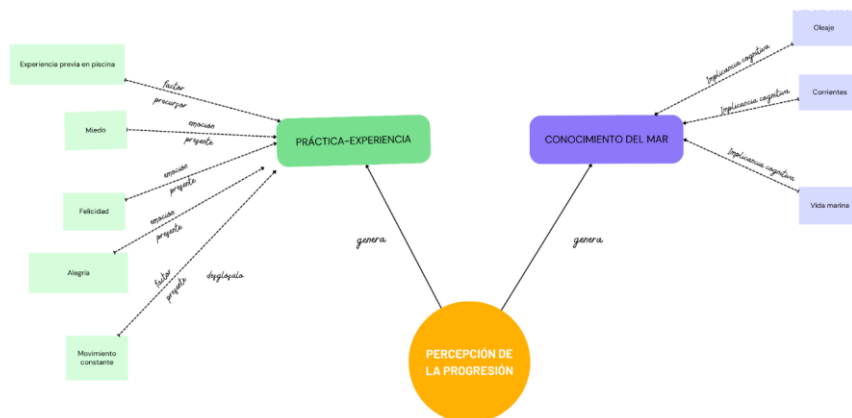 Oleaje
Implicancia cognitiva
Experiencia previa en piscina
factor
precursor
Corrientes
Implicancia cognitiva
Miedo
emoción
presente
PRÁCTICA-EXPERIENCIA
CONOCIMIENTO DEL MAR
Implicancia cognitiva
emoción
presente
Felicidad
Vida marina
emoción
presente
genera
genera
Alegría
factor
presente
desglosalo
Movimiento
constante
PERCEPCIÓN DE
LA PROGRESIÓN